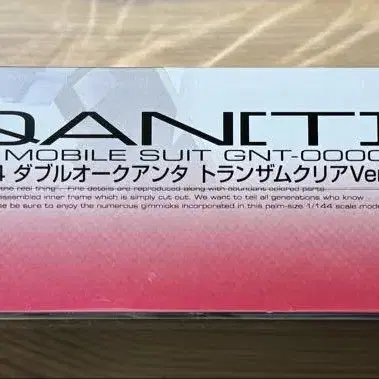 QAN[T]
MOBILE SUIT GNT-0000
4 ダブルオークアンタ トランザムクリアVer
the real thing". Fine details are reproduced along with abundant colored parts
assembled inner frame which is simply cut out. We want to tell all generations who know
se be sure to enjoy the numerous gimmicks incorporated in this palm-size 1/144 scale mode